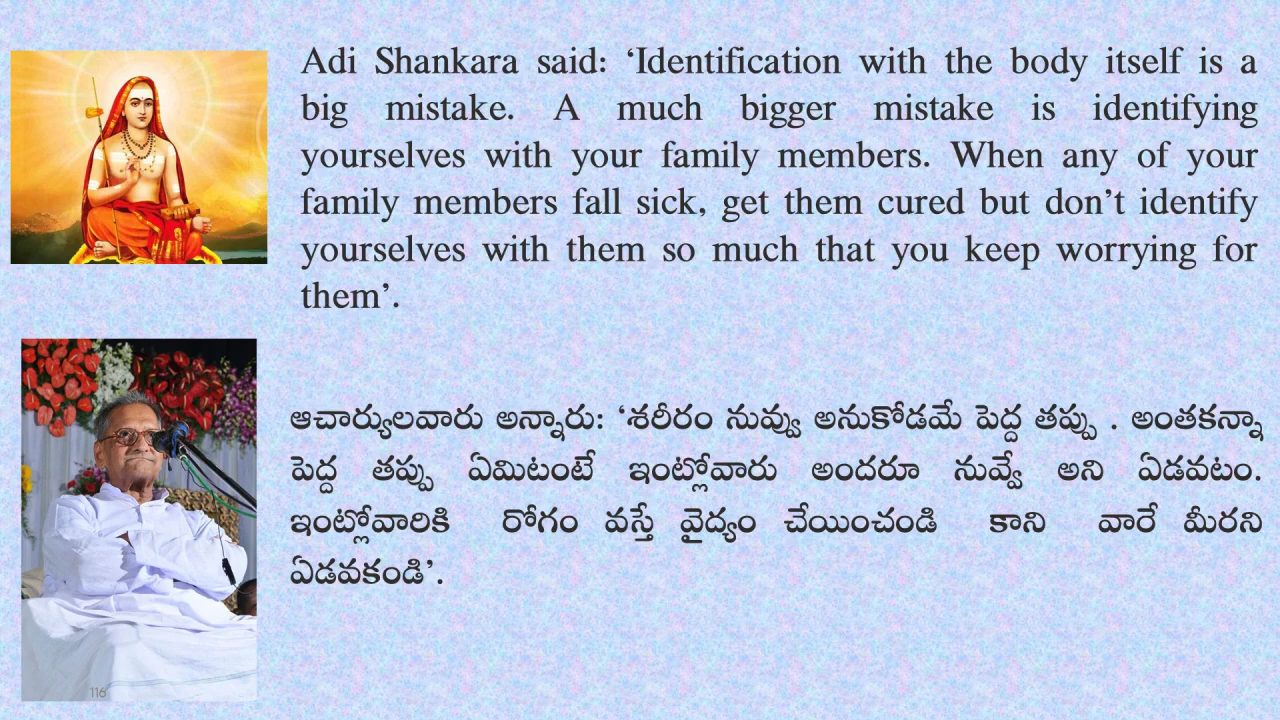 Adi Shankara said: ‘Identification with the body itself is a
big mistake. A much bigger mistake is identifying
yourselves with your family members. When any of your
family members fall sick, get them cured but don’t identify
yourselves with them so much that you keep worrying for
them’.
ఆచార్యులవారు అన్నారు: ‘శరీరం నువ్వు అనుకోడమే పెద్ద తప్పు . అంతకన్నా
పెద్ద తప్పు ఏమిటంటే ఇంట్లోవారు అందరూ నువ్వే అని ఏడవటం.
ఇంట్లోవారికి రోగం వస్తే వైద్యం చేయించండి కాని వారే మీరని
ఏడవకండి’.
116